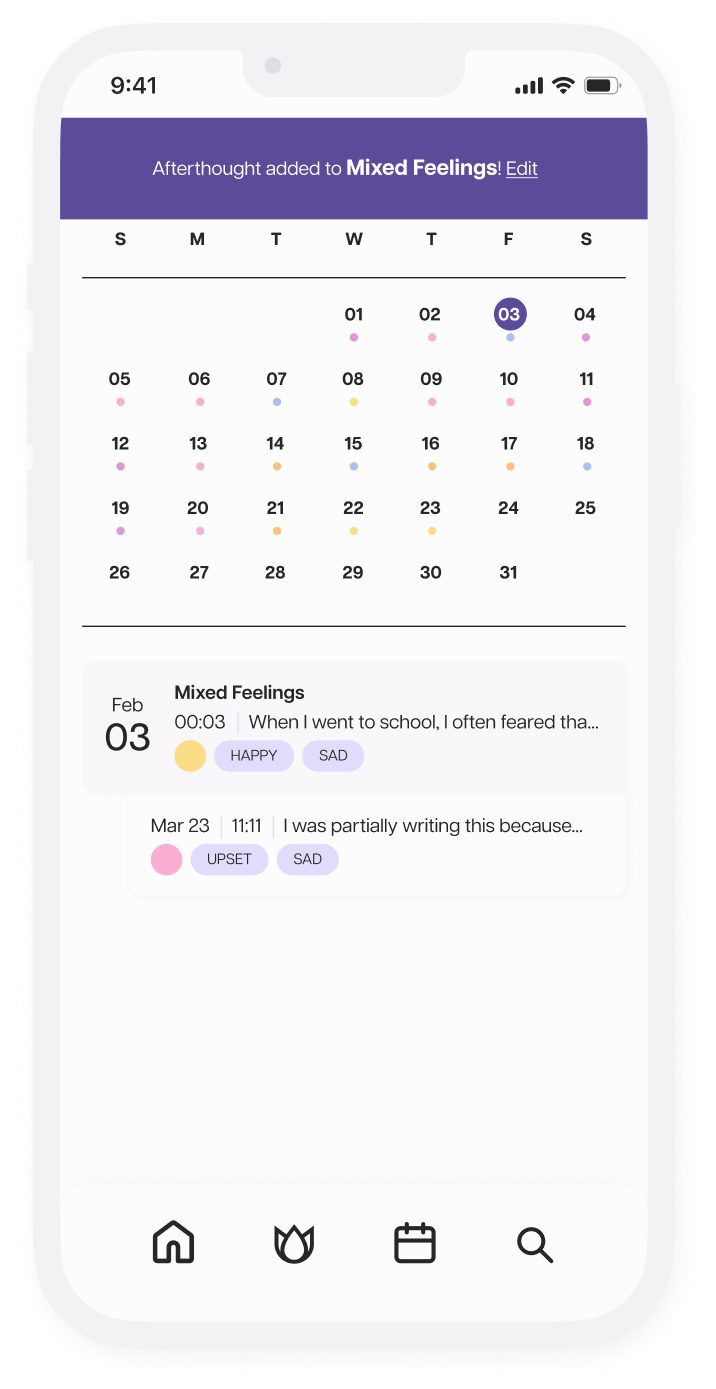 9:41
Afterthought added to Mixed Feelings! Edit
S M T W T F S
01 02 03 04
05 06 07 08 09 10 11
12 13 14 15 16 17 18
19 20 21 22 23 24 25
26 27 28 29 30 31
Feb
03
Mixed Feelings
00:03 When I went to school, I often feared tha...
HAPPY SAD
Mar 23 11:11 I was partially writing this because...
UPSET SAD